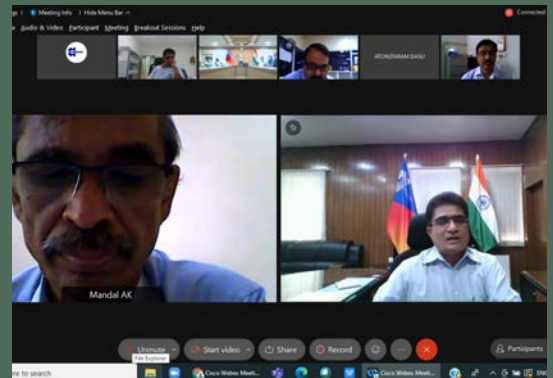 Meeting Info
Hide Menu Bar
Connected
Audio & Video Participant Meeting Breakout Sessions Help
ATCHUTARAM DASU
Mandal AK
Unmute
Start video
Share
Record
Participants
File Explorer
re to search
Cisco Webex Meeti...
Cisco Webex Meeti...